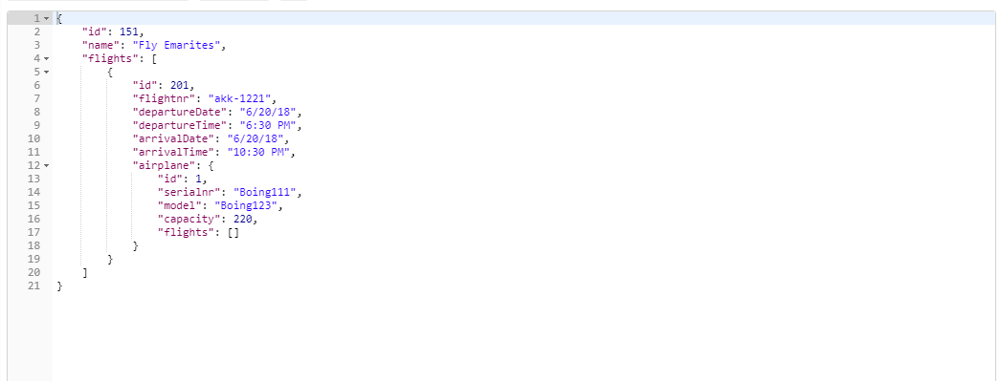 1 {
2     "id": 151,
3     "name": "Fly Emarites",
4     "flights": [
5         {
6             "id": 201,
7             "flightnr": "akk-1221",
8             "departureDate": "6/20/18",
9             "departureTime": "6:30 PM",
10             "arrivalDate": "6/20/18",
11             "arrivalTime": "10:30 PM",
12             "airplane": {
13                 "id": 1,
14                 "serialnr": "Boing111",
15                 "model": "Boing123",
16                 "capacity": 220,
17                 "flights": []
18             }
19         }
20     ]
21 }